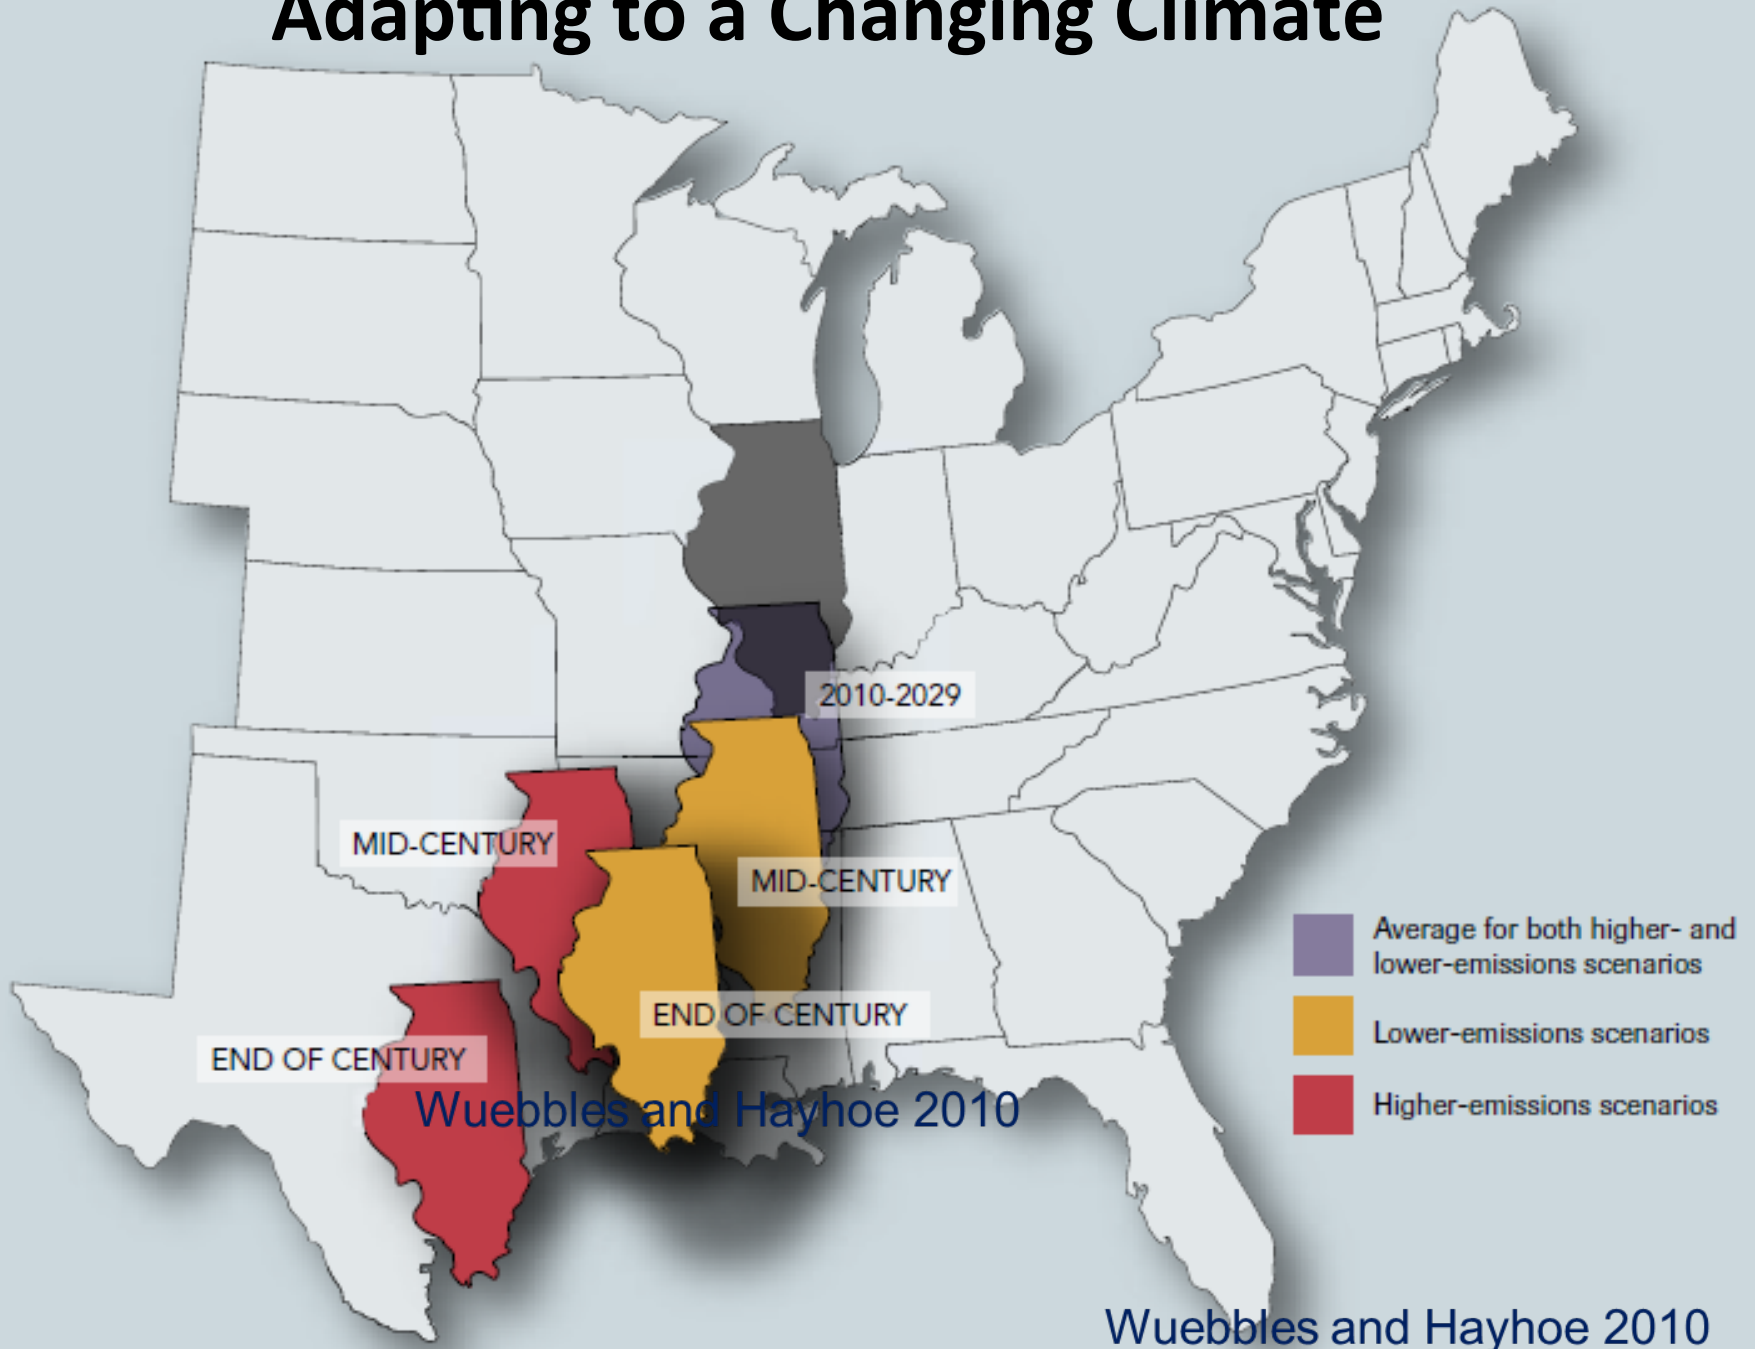 Adapting to a Changing Climate
2010-2029
MID-CENTURY
MID-CENTURY
END OF CENTURY
END OF CENTURY
Wuebbles and Hayhoe 2010
Average for both higher- and
lower-emissions scenarios
Lower-emissions scenarios
Higher-emissions scenarios
Wuebbles and Hayhoe 2010